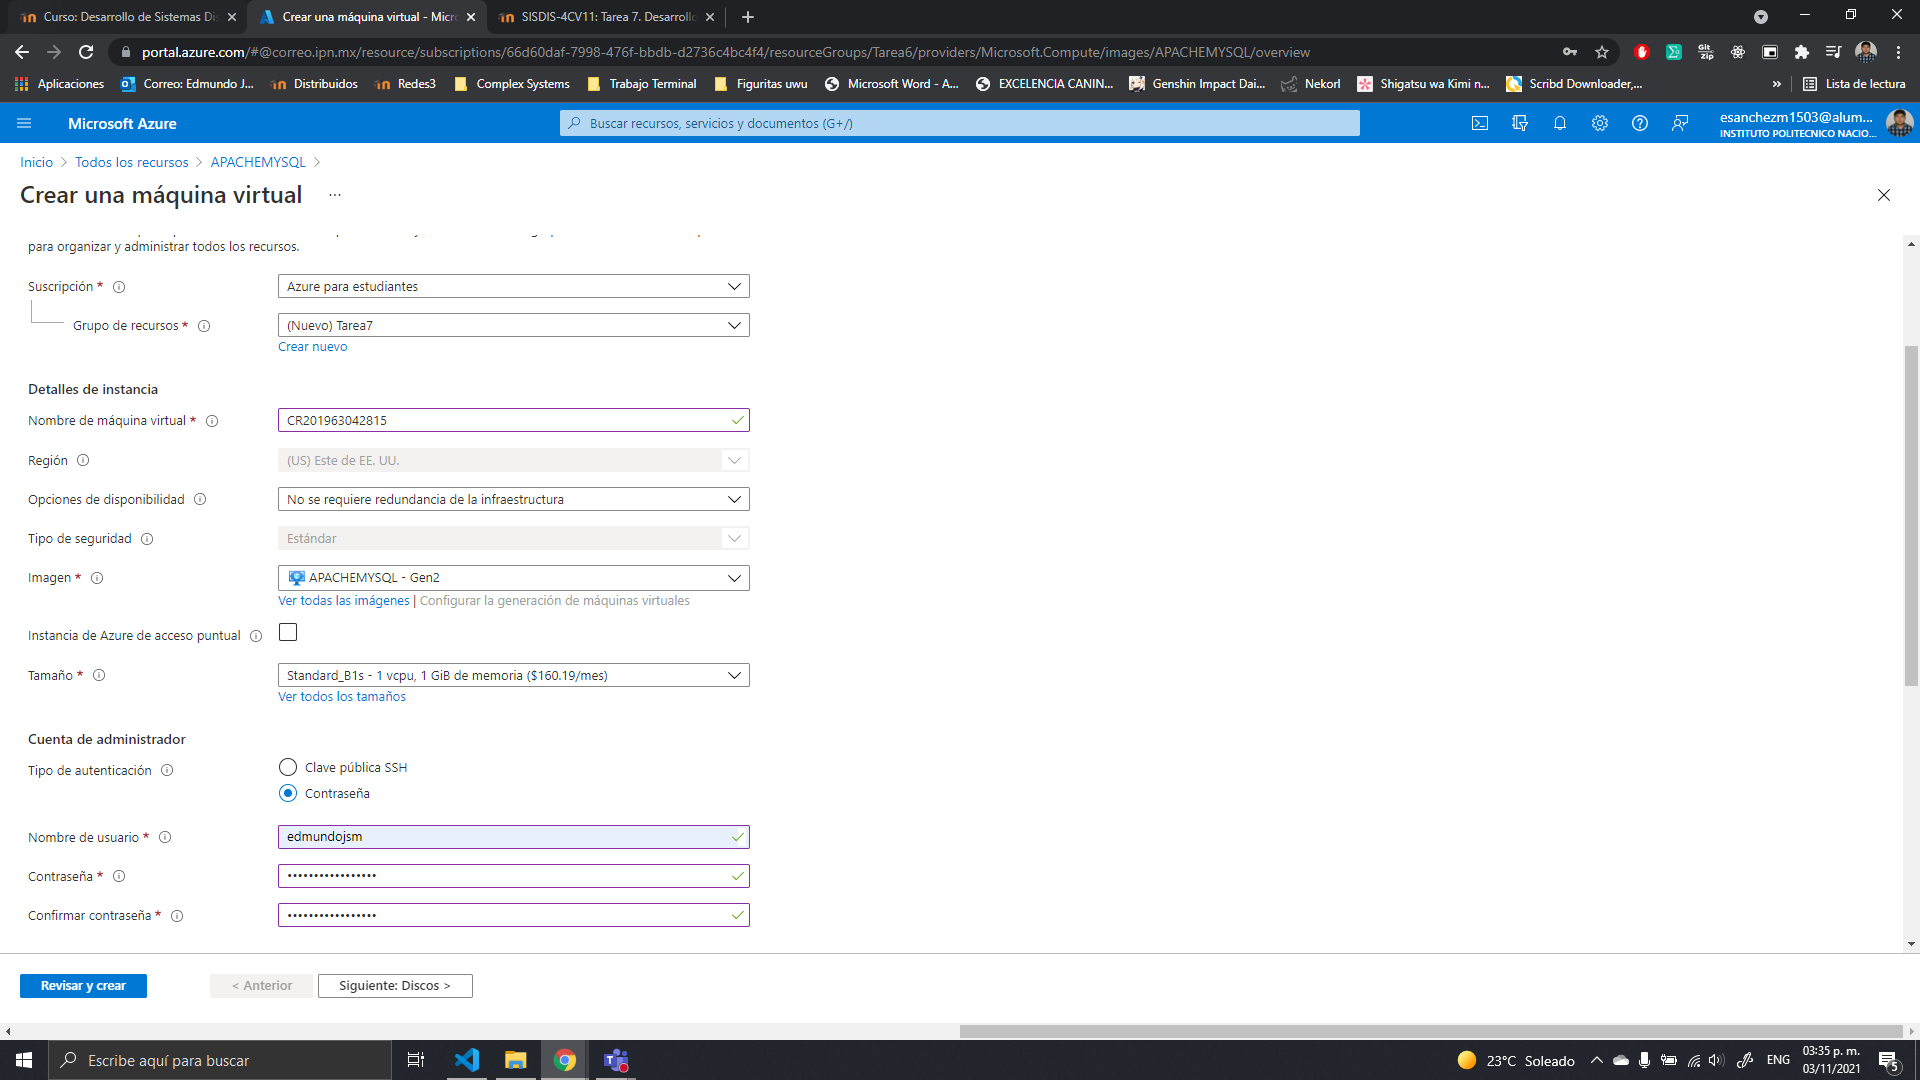 Curso: Desarrollo de Sistemas Dis
Crear una máquina virtual - Micro
SISDIS-4CV11: Tarea 7. Desarrollo
portal.azure.com/#@correo.ipn.mx/resource/subscriptions/66d60daf-7998-476f-bbdb-d2736c4bc4f4/resourceGroups/Tarea6/providers/Microsoft.Compute/images/APACHEMYSQL/overview
Aplicaciones
Correo: Edmundo J...
Distribuidos
Redes3
Complex Systems
Trabajo Terminal
Figuritas uwu
Microsoft Word - A...
EXCELENCIA CANIN...
Genshin Impact Dai...
Nekorl
Shigatsu wa Kimi n...
Scribd Downloader,...
»
Lista de lectura
Microsoft Azure
Buscar recursos, servicios y documentos (G+/)
esanchezm1503@alum...
INSTITUTO POLITECNICO NACIO...
Inicio > Todos los recursos > APACHEMYSQL >
Crear una máquina virtual ...
para organizar y administrar todos los recursos.
Suscripción *
Azure para estudiantes
Grupo de recursos *
(Nuevo) Tarea7
Crear nuevo
Detalles de instancia
Nombre de máquina virtual *
CR201963042815
Región
(US) Este de EE. UU.
Opciones de disponibilidad
No se requiere redundancia de la infraestructura
Tipo de seguridad
Estándar
Imagen *
APACHEMYSQL - Gen2
Ver todas las imágenes | Configurar la generación de máquinas virtuales
Instancia de Azure de acceso puntual
Tamaño *
Standard_B1s - 1 vcpu, 1 GiB de memoria ($160.19/mes)
Ver todos los tamaños
Cuenta de administrador
Tipo de autenticación
Clave pública SSH
Contraseña
Nombre de usuario *
edmundojsm
Contraseña *
•••••••••••••••••
Confirmar contraseña *
•••••••••••••••••
Revisar y crear
< Anterior
Siguiente: Discos >
Escribe aquí para buscar
23°C Soleado
ENG
03:35 p. m.
03/11/2021
5